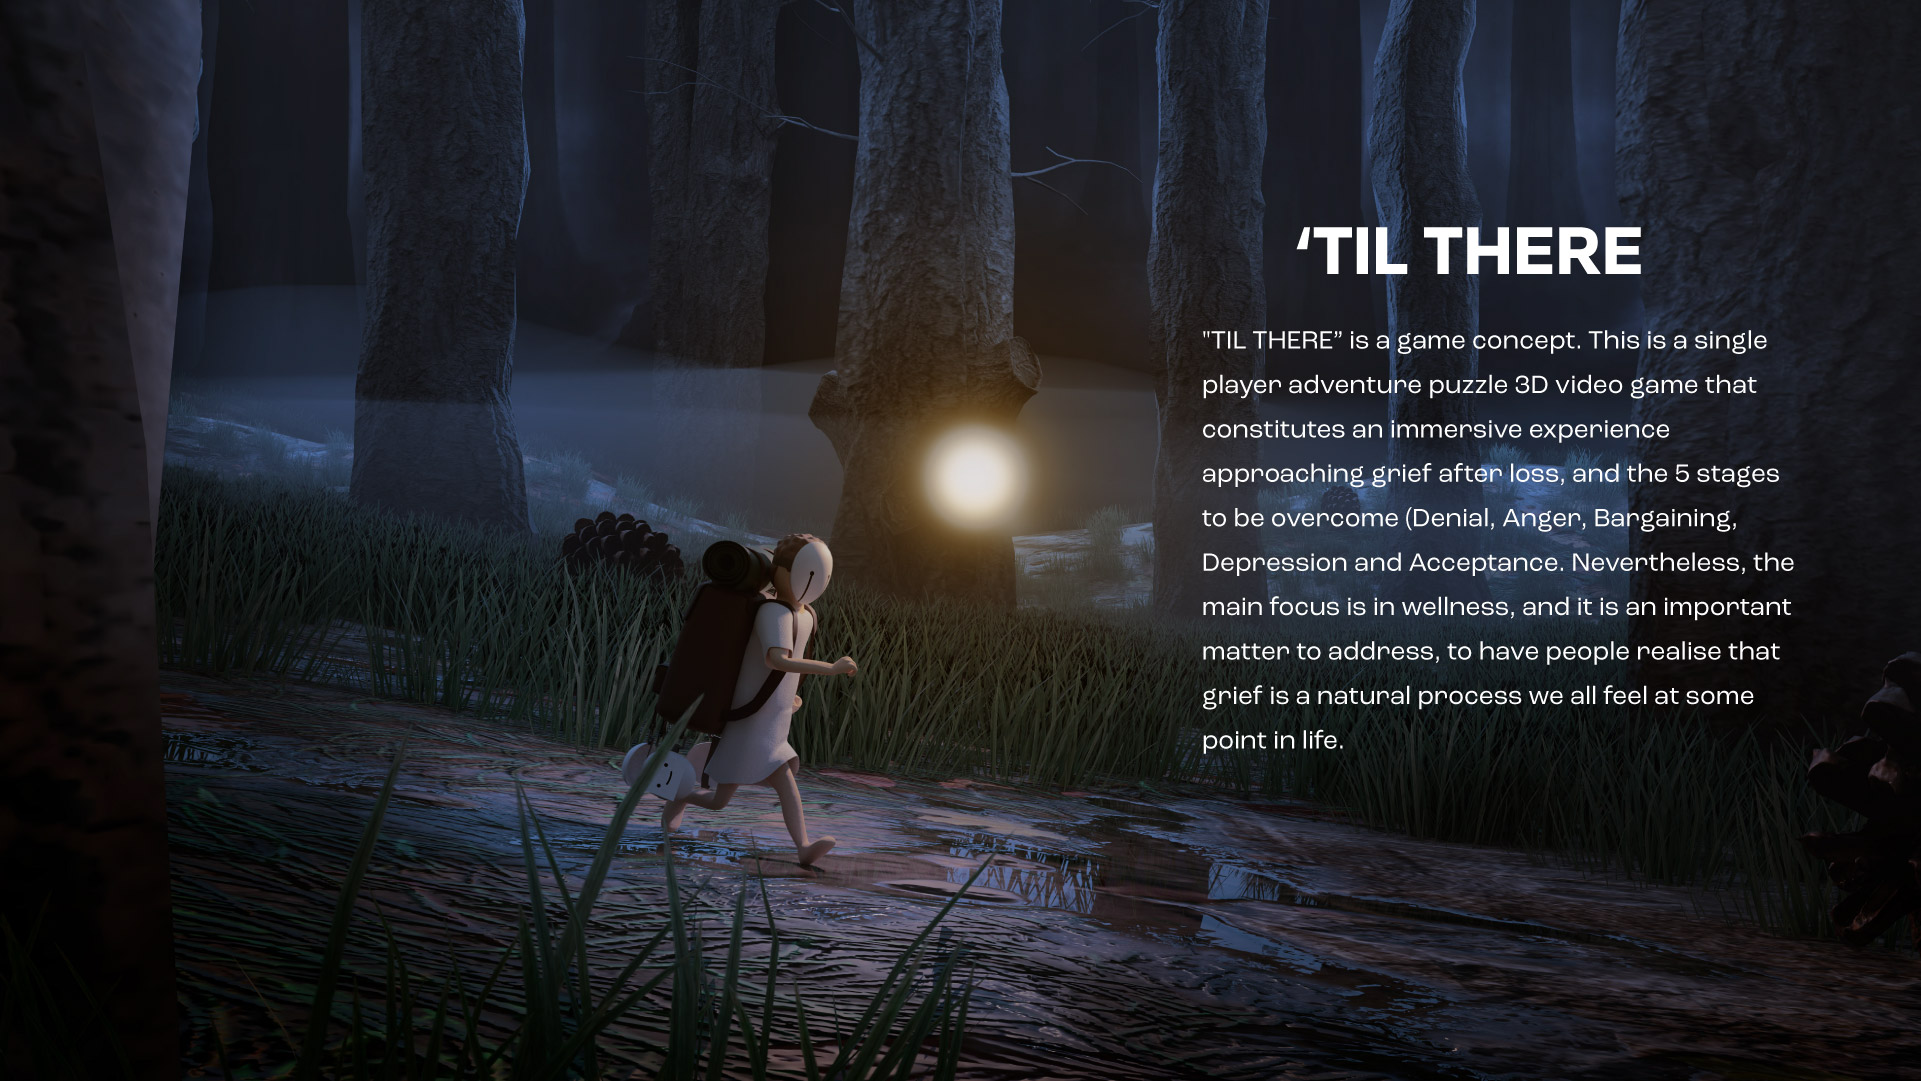 ‘TIL THERE
"TIL THERE” is a game concept. This is a single
player adventure puzzle 3D video game that
constitutes an immersive experience
approaching grief after loss, and the 5 stages
to be overcome (Denial, Anger, Bargaining,
Depression and Acceptance. Nevertheless, the
main focus is in wellness, and it is an important
matter to address, to have people realise that
grief is a natural process we all feel at some
point in life.